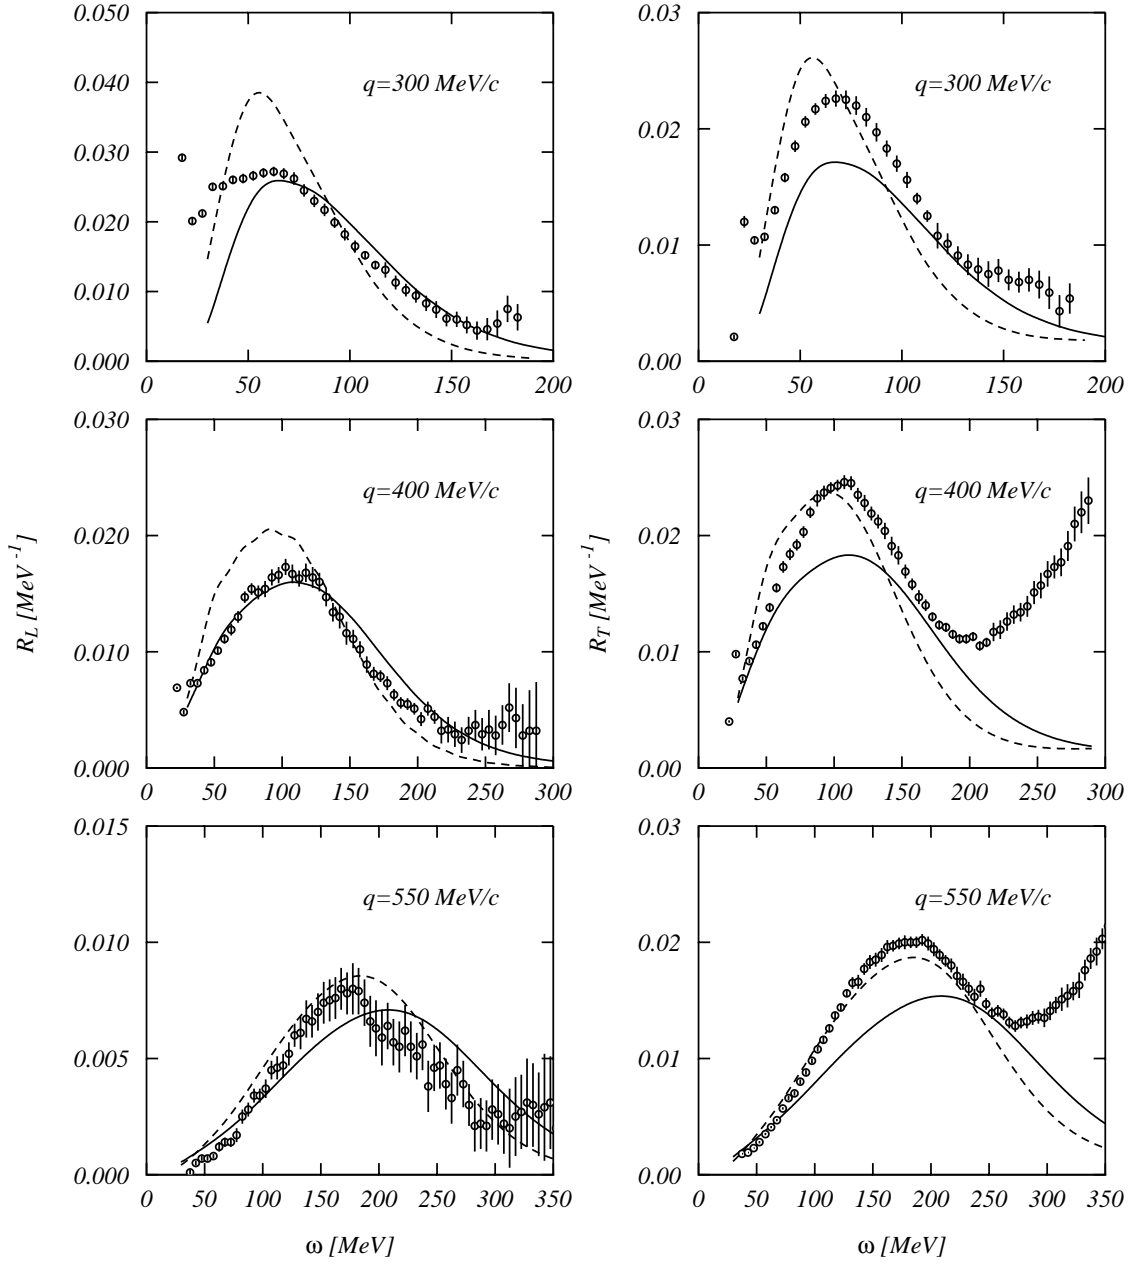 0.050
0.040
0.030
0.020
0.010
0.000
0 50 100 150 200
q=300 MeV/c
0.03
0.02
0.01
0.00
0 50 100 150 200
q=300 MeV/c
0.030
0.020
0.010
0.000
0 50 100 150 200 250 300
q=400 MeV/c
R_L [MeV^-1]
0.03
0.02
0.01
0.00
0 50 100 150 200 250 300
q=400 MeV/c
R_T [MeV^-1]
0.015
0.010
0.005
0.000
0 50 100 150 200 250 300 350
q=550 MeV/c
ω [MeV]
0.03
0.02
0.01
0.00
0 50 100 150 200 250 300 350
q=550 MeV/c
ω [MeV]